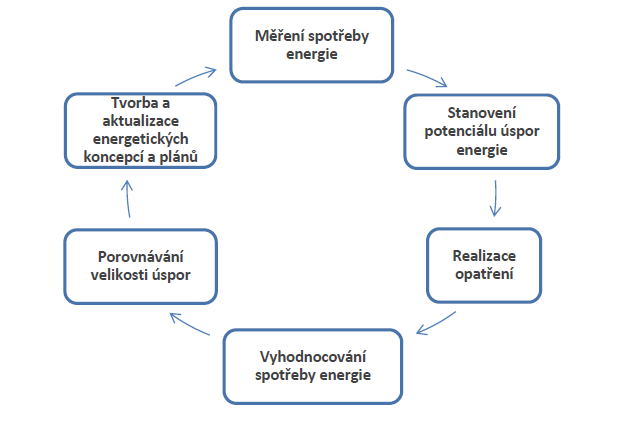 Měření spotřeby
energie
Stanovení
potenciálu úspor
energie
Realizace
opatření
Vyhodnocování
spotřeby energie
Porovnávání
velikosti úspor
Tvorba a
aktualizace
energetických
koncepcí a plánů